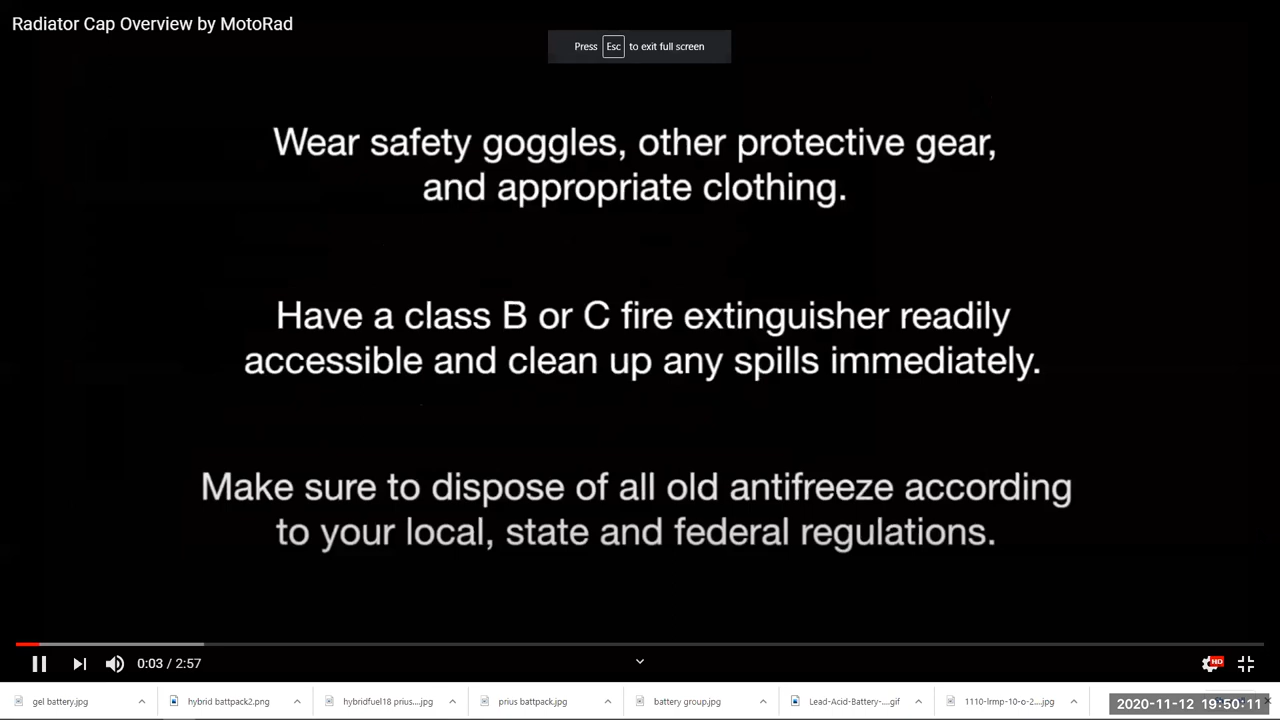 Radiator Cap Overview by MotoRad
Press Esc to exit full screen
Wear safety goggles, other protective gear,
and appropriate clothing.
Have a class B or C fire extinguisher readily
accessible and clean up any spills immediately.
Make sure to dispose of all old antifreeze according
to your local, state and federal regulations.
0:03 / 2:57 HD
gel battery.jpg hybrid battpack2.png hybridfuel18 prius....jpg prius battpack.jpg battery group.jpg Lead-Acid-Battery-....gif 1110-lrmp-10-o-2....jpg 2020-11-12 19:50:11